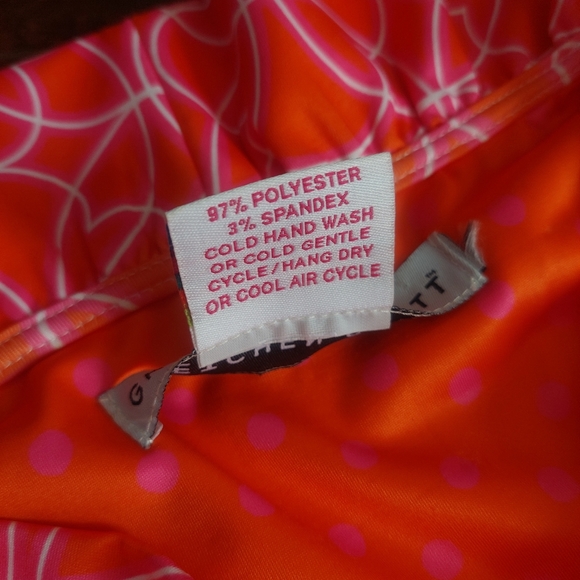 97% POLYESTER
3% SPANDEX
COLD HAND WASH
OR COLD GENTLE
CYCLE/HANG DRY
OR COOL AIR CYCLE